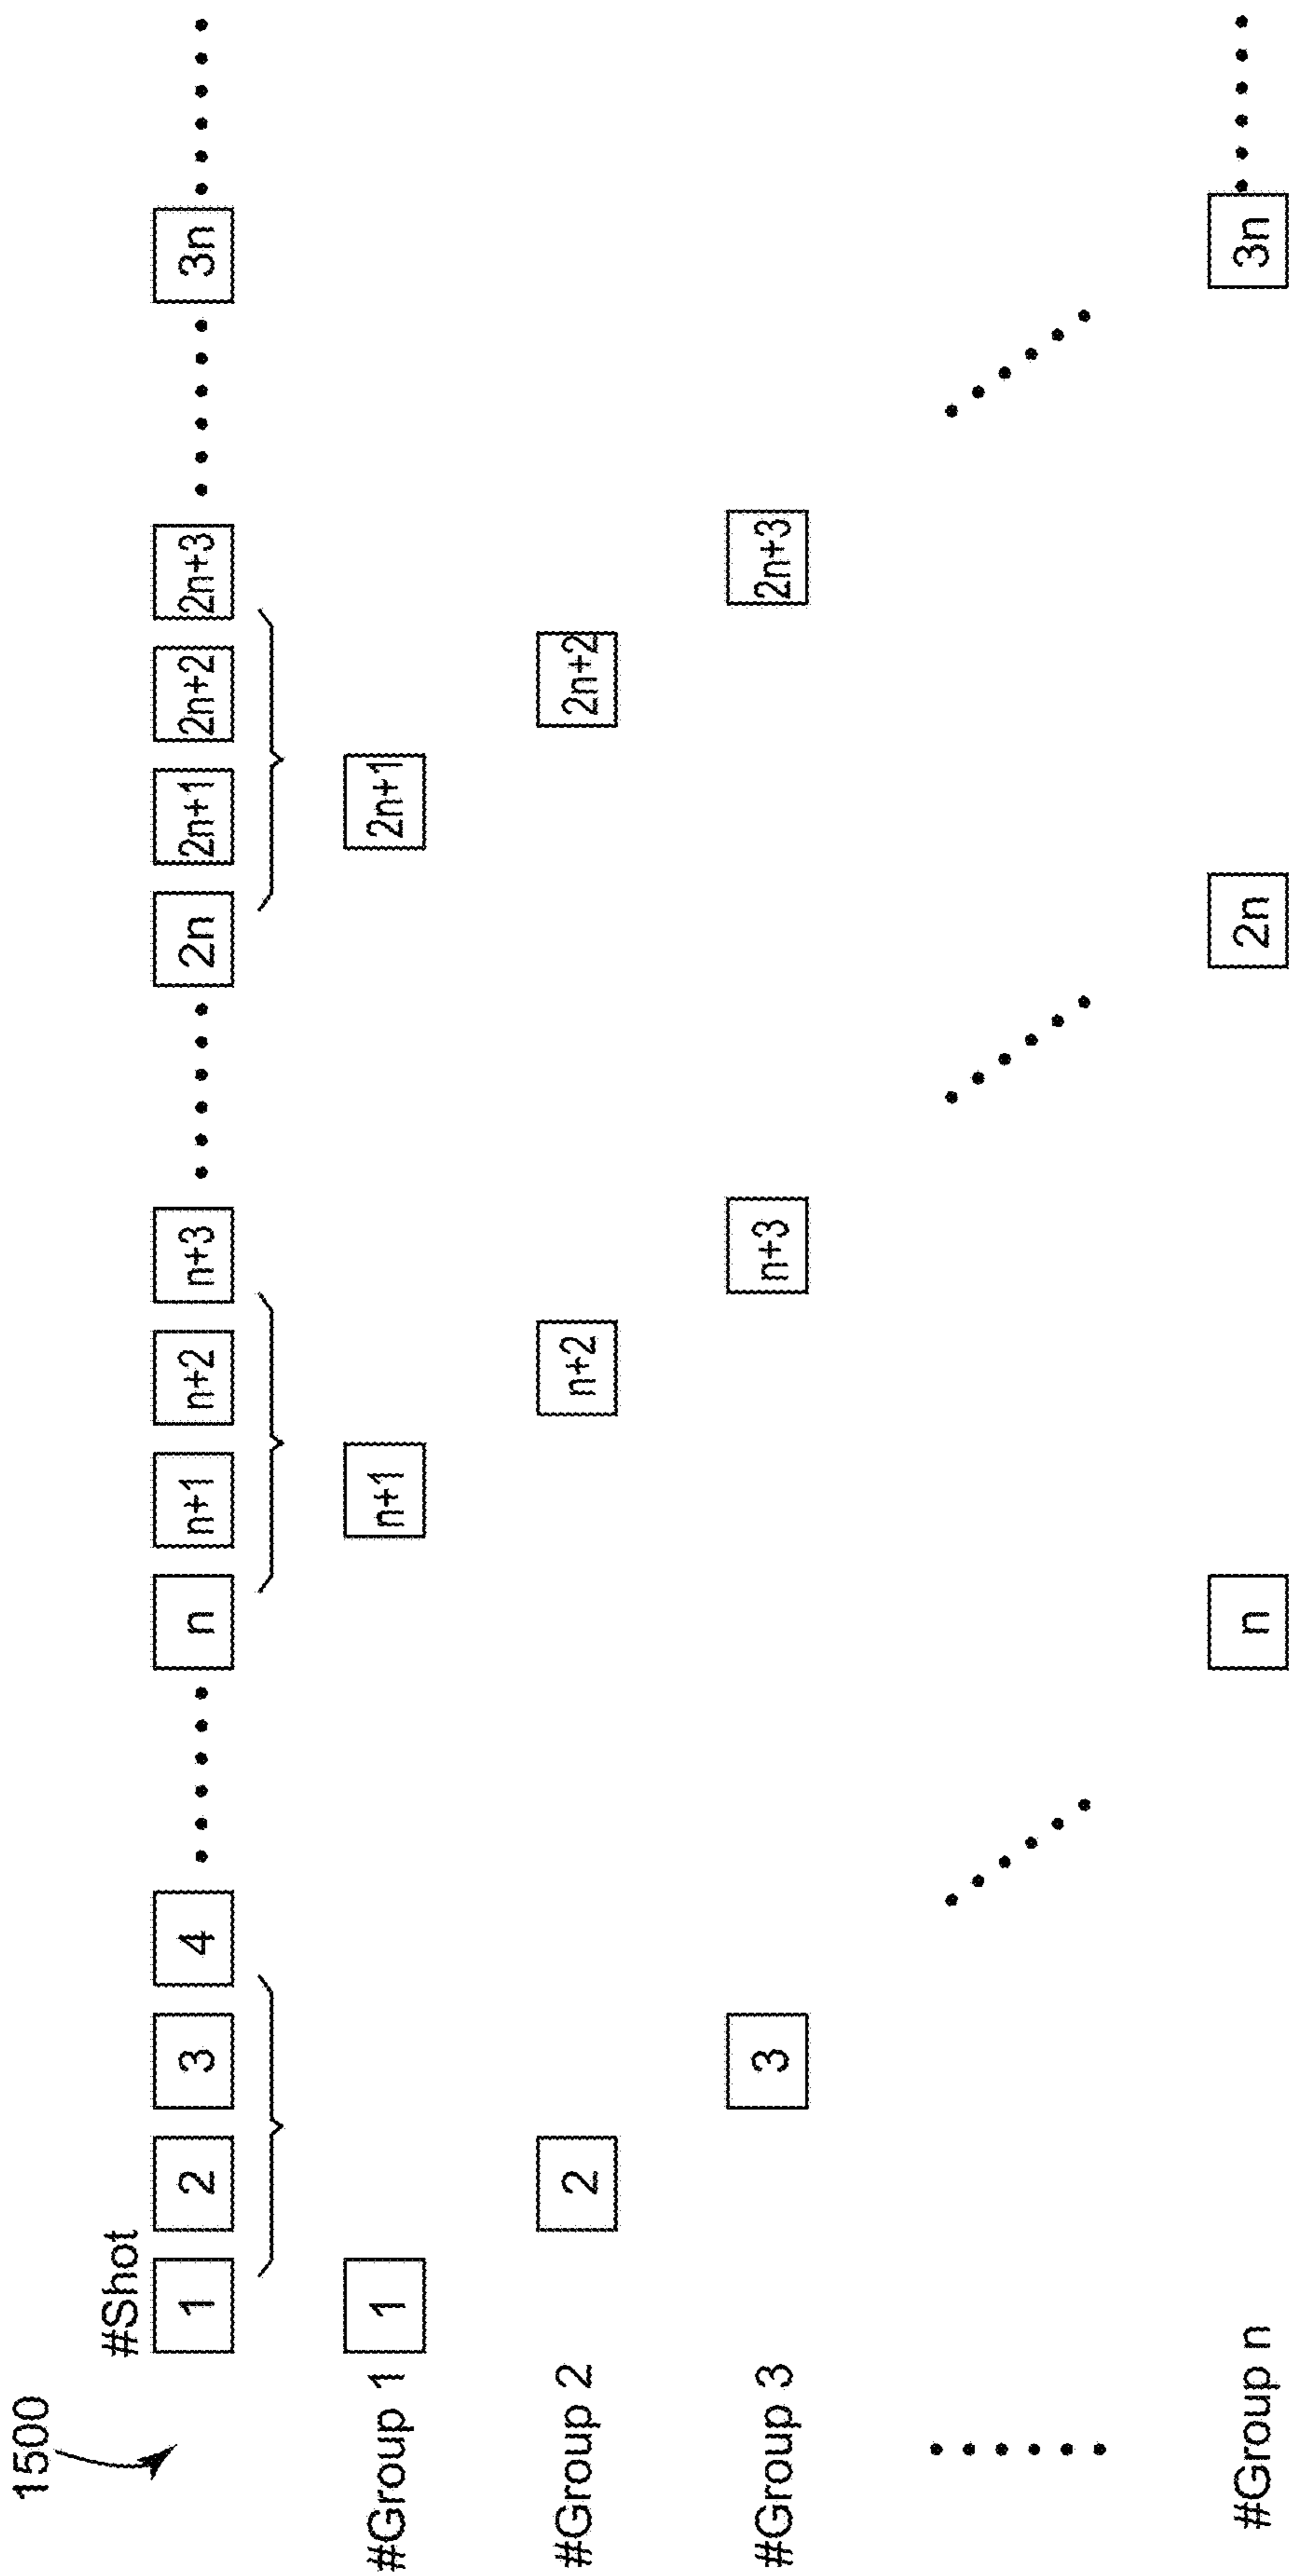 1500
#Shot
1 2 3 4 n n+1 n+2 n+3 2n 2n+1 2n+2 2n+3 3n
#Group 1 1 n+1 2n+1
#Group 2 2 n+2 2n+2
#Group 3 3 n+3 2n+3
#Group n n 2n 3n